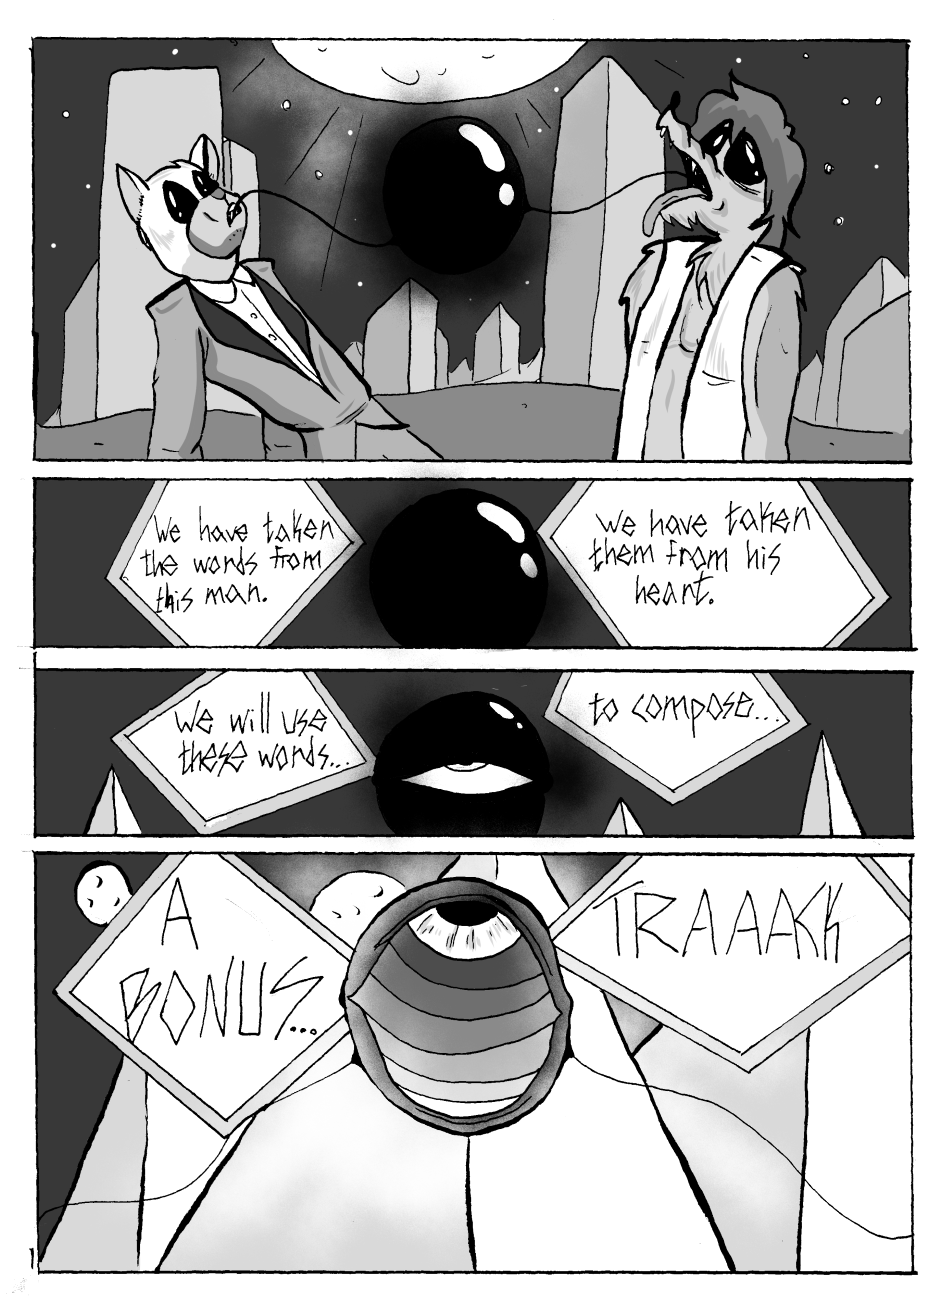 We have taken
the words from
this man.
We have taken
them from his
heart.
We will use
these words...
to compose...
A
BONUS...
TRAAACK